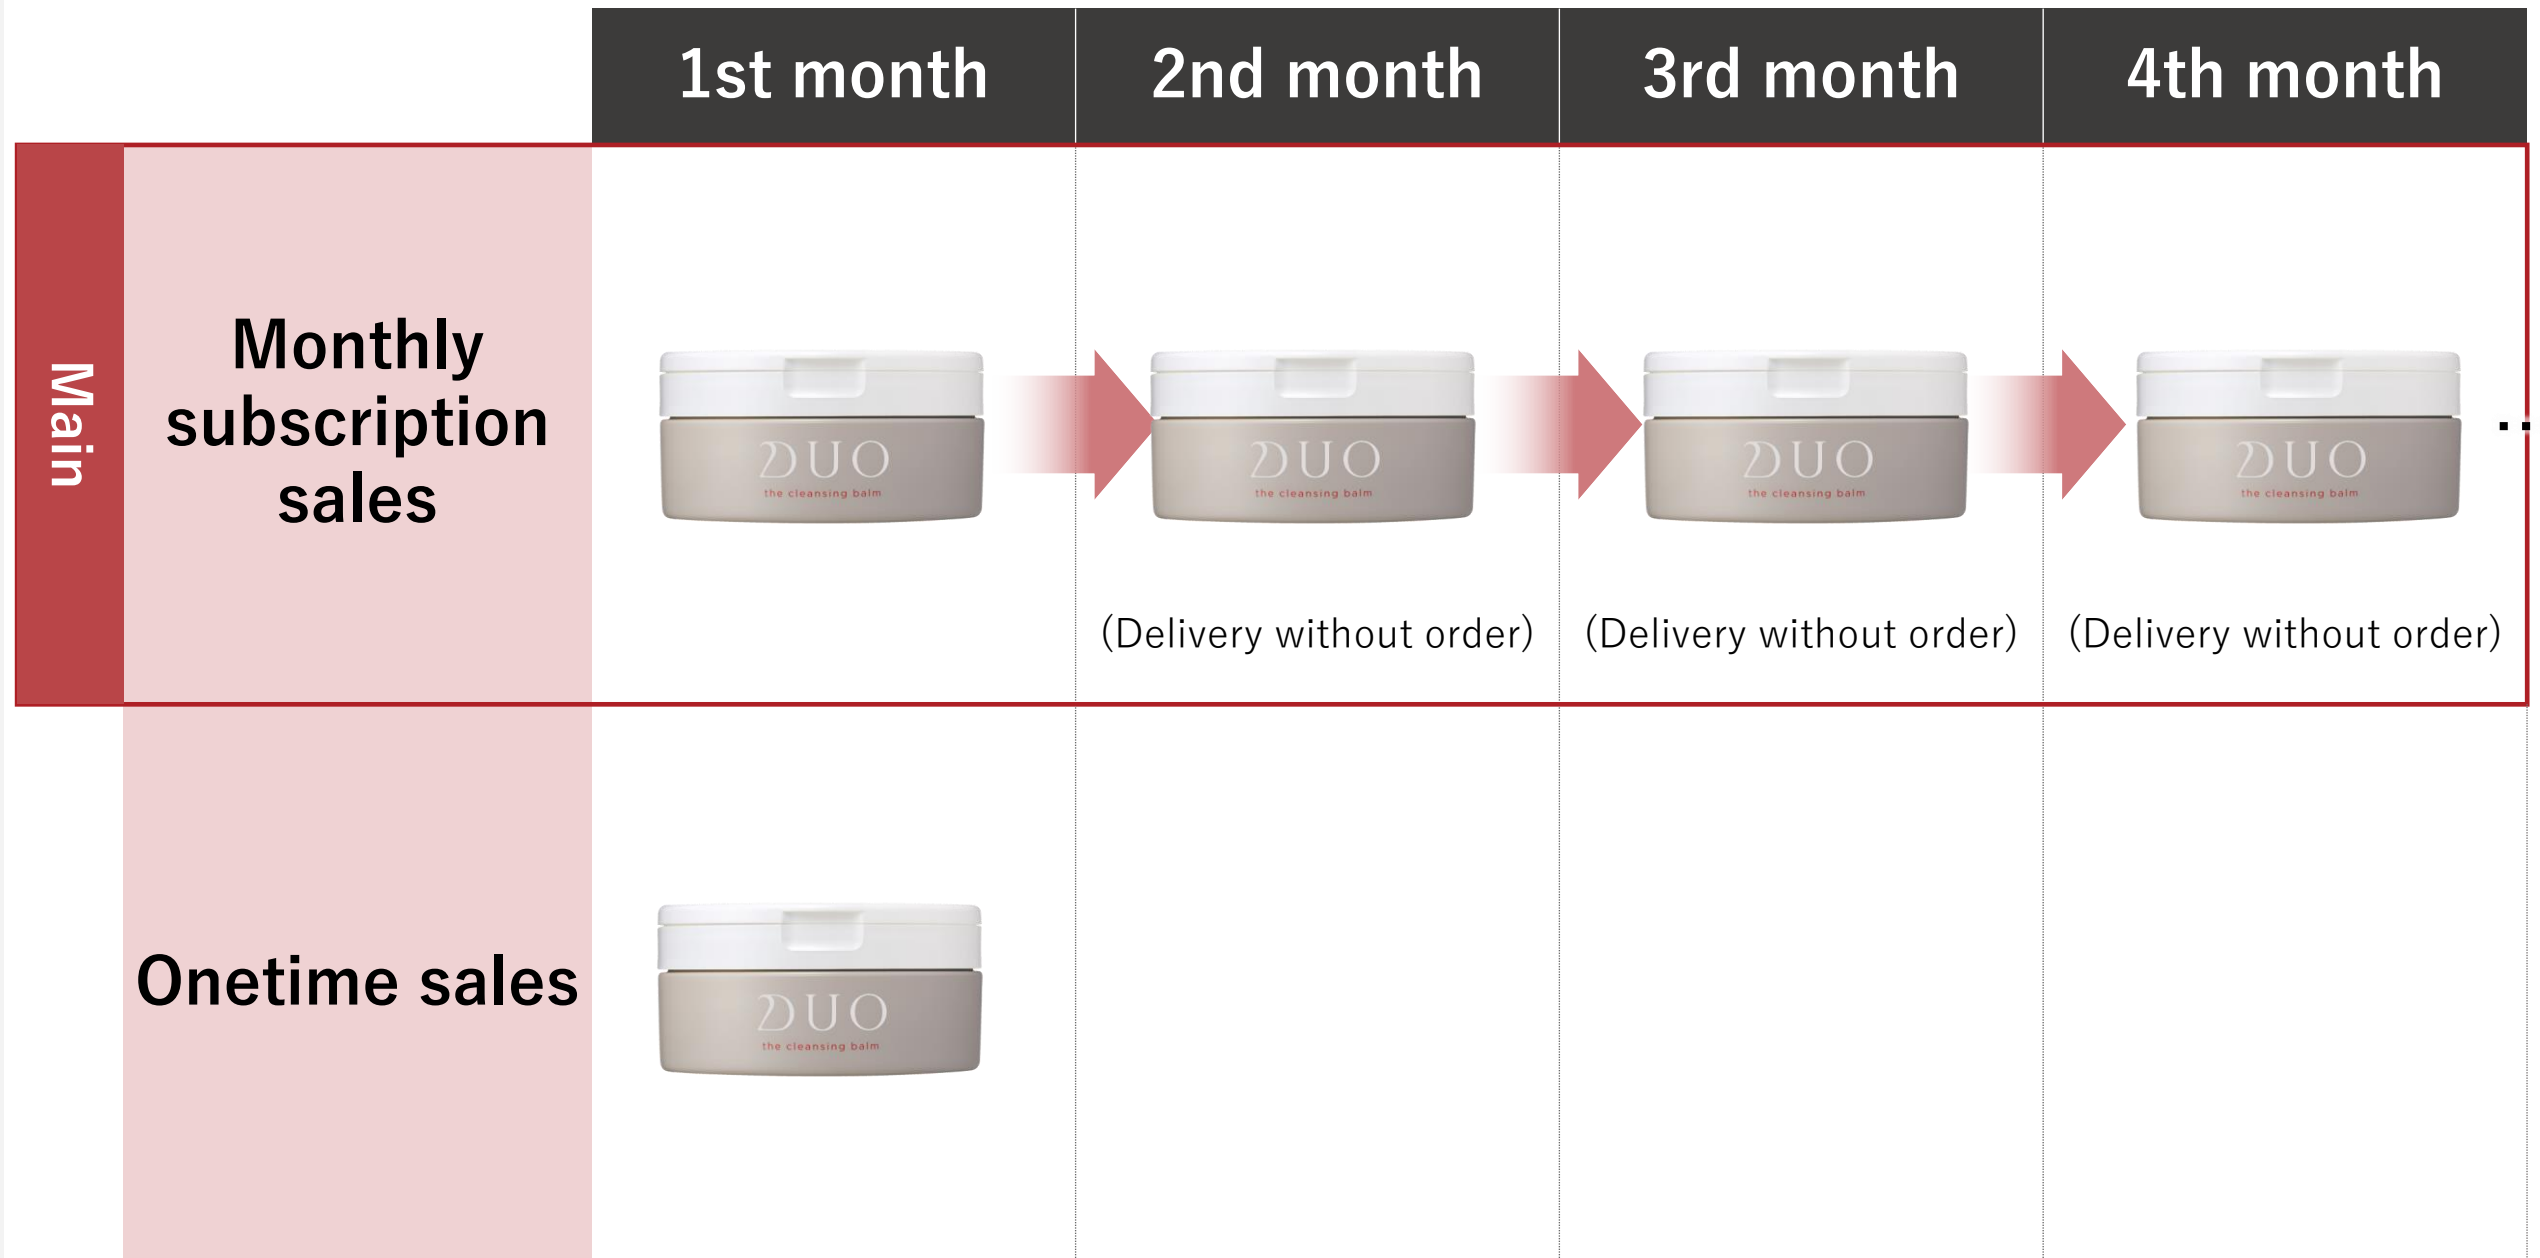 1st month
2nd month
3rd month
4th month
Main
Monthly
subscription
sales
DUO
the cleansing balm
DUO
the cleansing balm
DUO
the cleansing balm
DUO
the cleansing balm
..
(Delivery without order)
(Delivery without order)
(Delivery without order)
Onetime sales
DUO
the cleansing balm